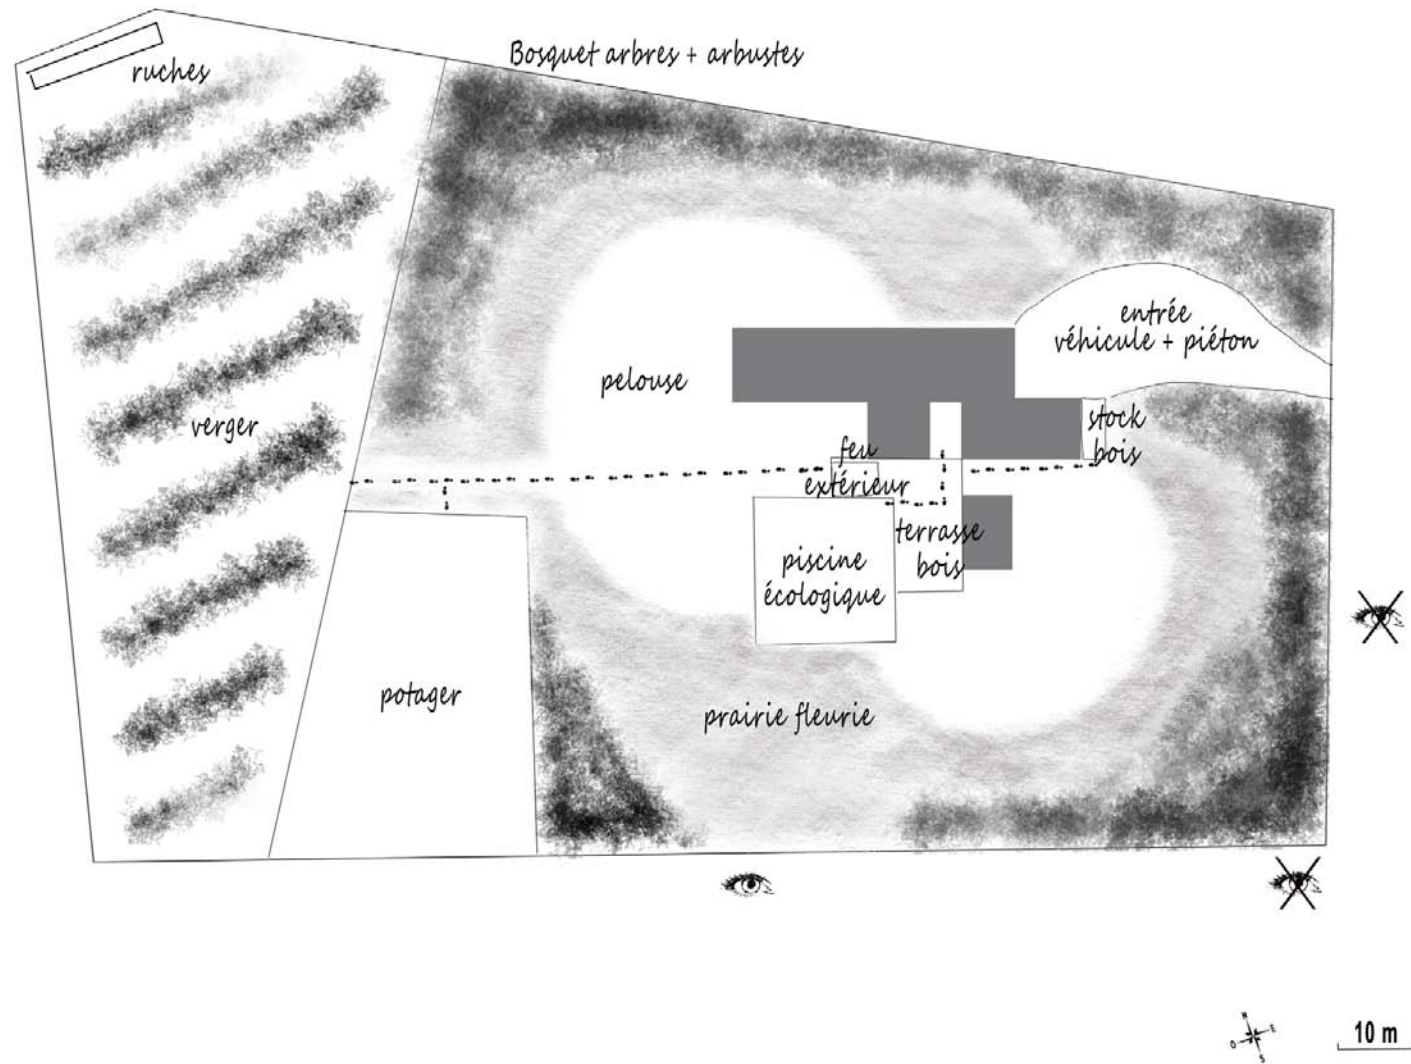 Bosquet arbres + arbustes
ruches
entrée
véhicule + piéton
pelouse
stock
bois
verger
feu
extérieur
terrasse
bois
piscine
écologique
potager
prairie fleurie
N
O
E
S
10 m